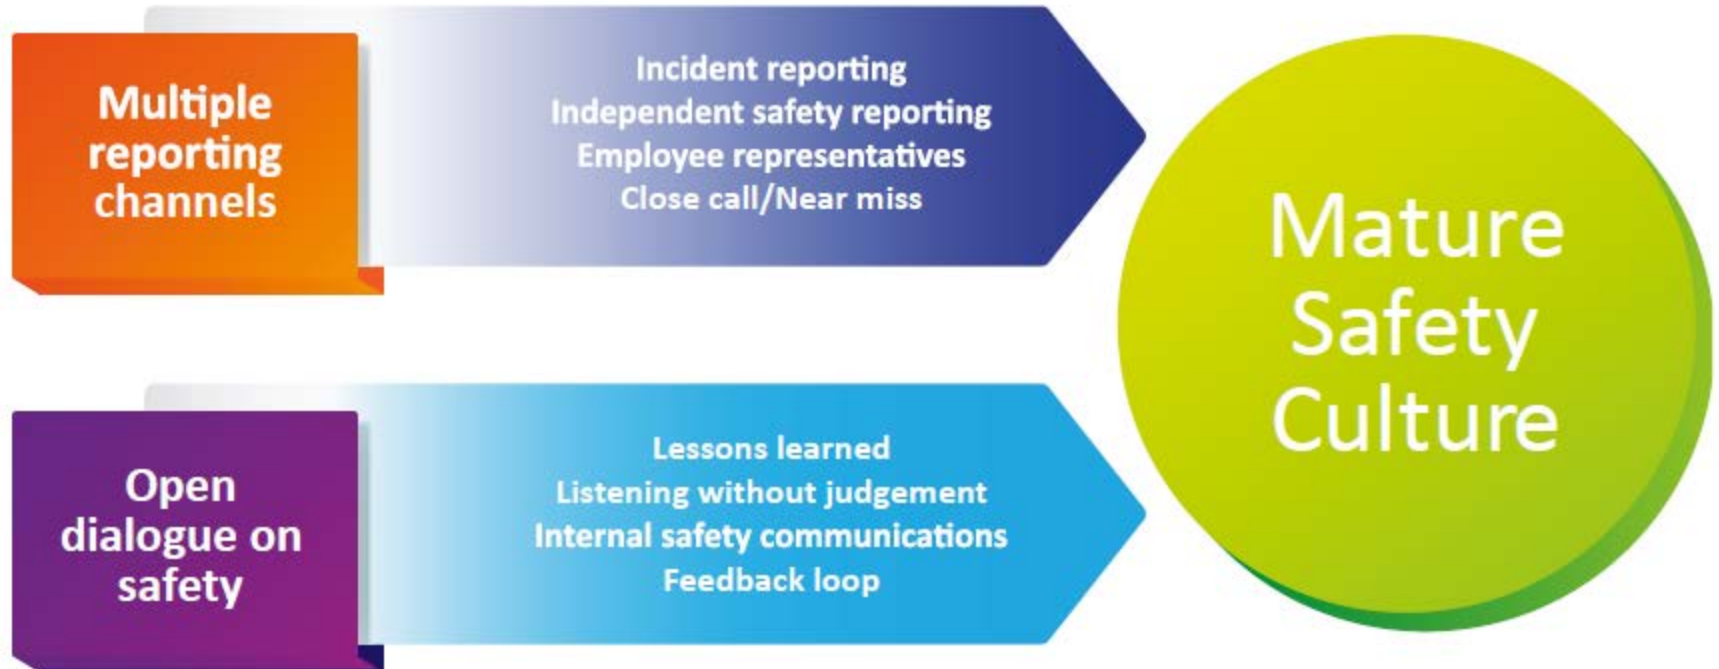 Multiple
reporting
channels
Incident reporting
Independent safety reporting
Employee representatives
Close call/Near miss
Open
dialogue on
safety
Lessons learned
Listening without judgement
Internal safety communications
Feedback loop
Mature
Safety
Culture